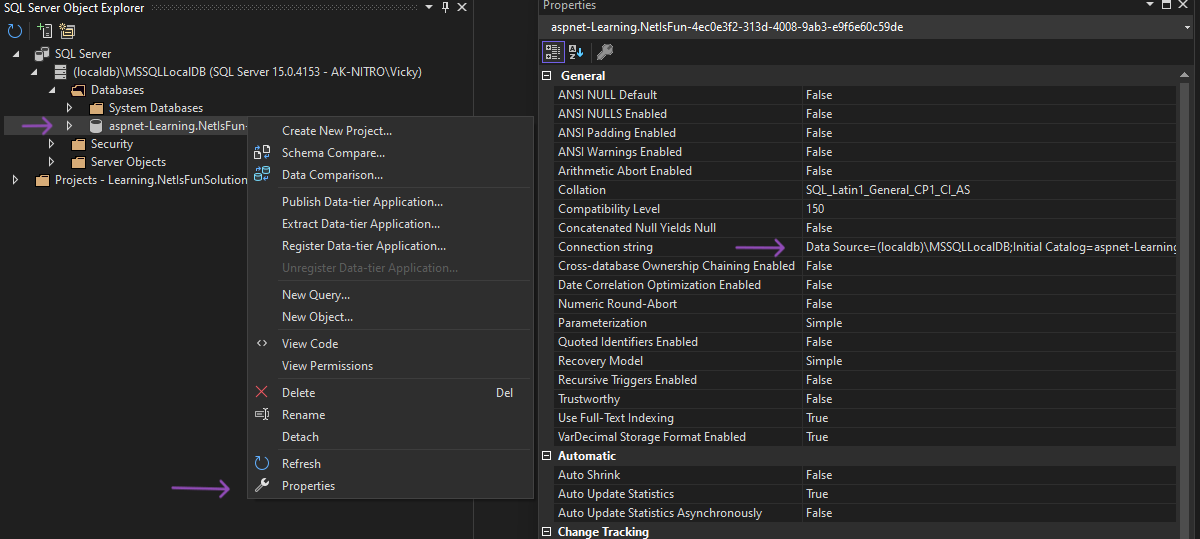 SQL Server Object Explorer
SQL Server
(localdb)\MSSQLLocalDB (SQL Server 15.0.4153 - AK-NITRO\Vicky)
Databases
System Databases
aspnet-Learning.NetIsFun-
Security
Server Objects
Projects - Learning.NetIsFunSolution
Create New Project...
Schema Compare...
Data Comparison...
Publish Data-tier Application...
Extract Data-tier Application...
Register Data-tier Application...
Unregister Data-tier Application...
New Query...
New Object...
View Code
View Permissions
Delete Del
Rename
Detach
Refresh
Properties
Properties
aspnet-Learning.NetIsFun-4ec0e3f2-313d-4008-9ab3-e9f6e60c59de
General
ANSI NULL Default False
ANSI NULLS Enabled False
ANSI Padding Enabled False
ANSI Warnings Enabled False
Arithmetic Abort Enabled False
Collation SQL_Latin1_General_CP1_CI_AS
Compatibility Level 150
Concatenated Null Yields Null False
Connection string Data Source=(localdb)\MSSQLLocalDB;Initial Catalog=aspnet-Learning
Cross-database Ownership Chaining Enabled False
Date Correlation Optimization Enabled False
Numeric Round-Abort False
Parameterization Simple
Quoted Identifiers Enabled False
Recovery Model Simple
Recursive Triggers Enabled False
Trustworthy False
Use Full-Text Indexing True
VarDecimal Storage Format Enabled True
Automatic
Auto Shrink False
Auto Update Statistics True
Auto Update Statistics Asynchronously False
Change Tracking